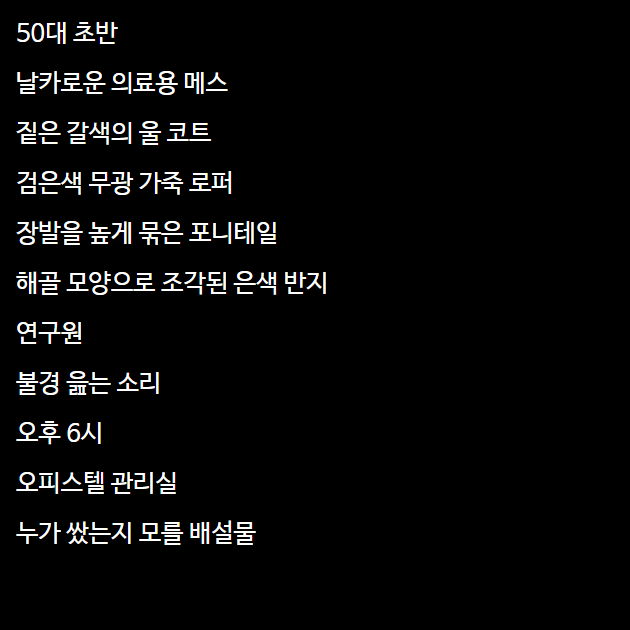 50대 초반
날카로운 의료용 메스
짙은 갈색의 울 코트
검은색 무광 가죽 로퍼
장발을 높게 묶은 포니테일
해골 모양으로 조각된 은색 반지
연구원
불경 읊는 소리
오후 6시
오피스텔 관리실
누가 쌌는지 모를 배설물